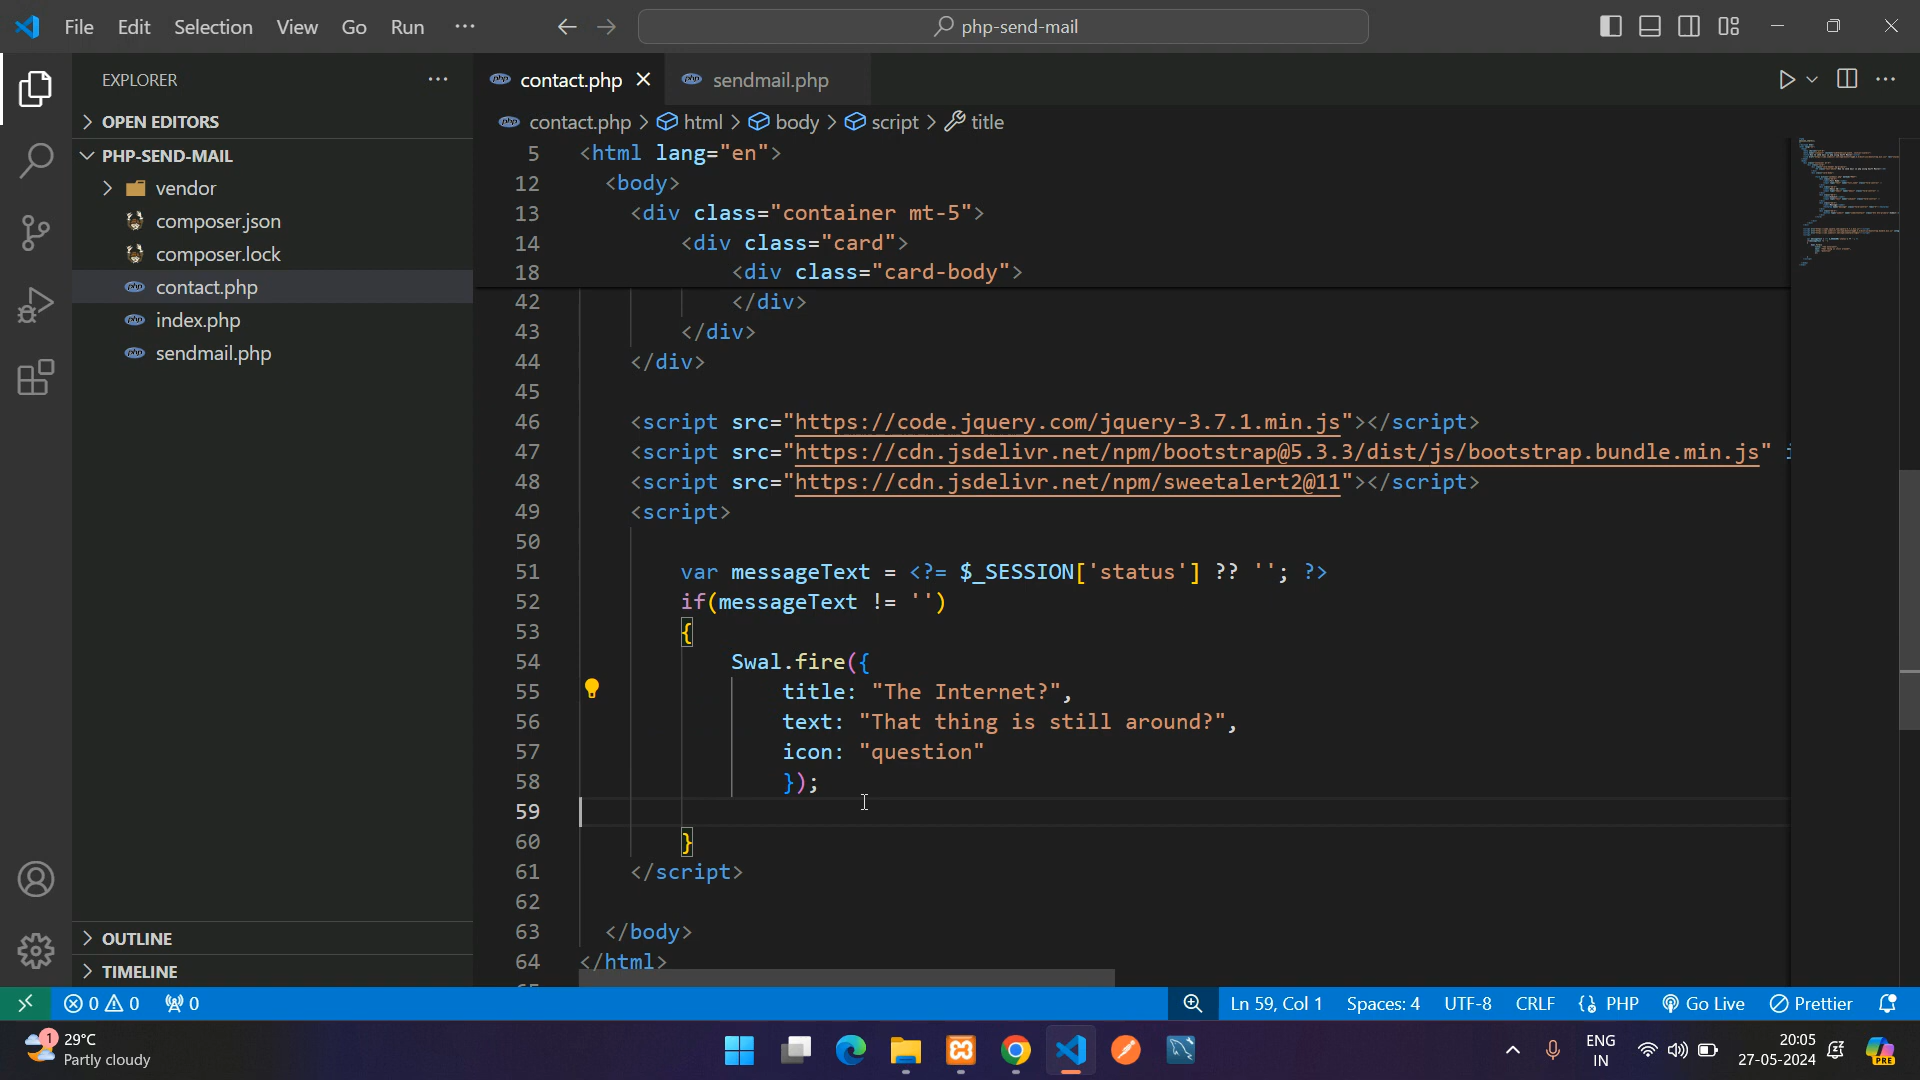 File Edit Selection View Go Run ···
php-send-mail
EXPLORER
OPEN EDITORS
PHP-SEND-MAIL
vendor
composer.json
composer.lock
contact.php
index.php
sendmail.php
OUTLINE
TIMELINE
contact.php
sendmail.php
contact.php > html > body > script > title
5 <html lang="en">
12 <body>
13 <div class="container mt-5">
14 <div class="card">
18 <div class="card-body">
42 </div>
43 </div>
44 </div>
45
46 <script src="https://code.jquery.com/jquery-3.7.1.min.js"></script>
47 <script src="https://cdn.jsdelivr.net/npm/bootstrap@5.3.3/dist/js/bootstrap.bundle.min.js" i
48 <script src="https://cdn.jsdelivr.net/npm/sweetalert2@11"></script>
49 <script>
50
51 var messageText = <?= $_SESSION['status'] ?? ''; ?>
52 if(messageText != '')
53 {
54 Swal.fire({
55 title: "The Internet?",
56 text: "That thing is still around?",
57 icon: "question"
58 });
59
60 }
61 </script>
62
63 </body>
64 </html>
0 0 0
Ln 59, Col 1 Spaces: 4 UTF-8 CRLF PHP Go Live Prettier
1
29°C
Partly cloudy
ENG
IN
20:05
27-05-2024
PRE